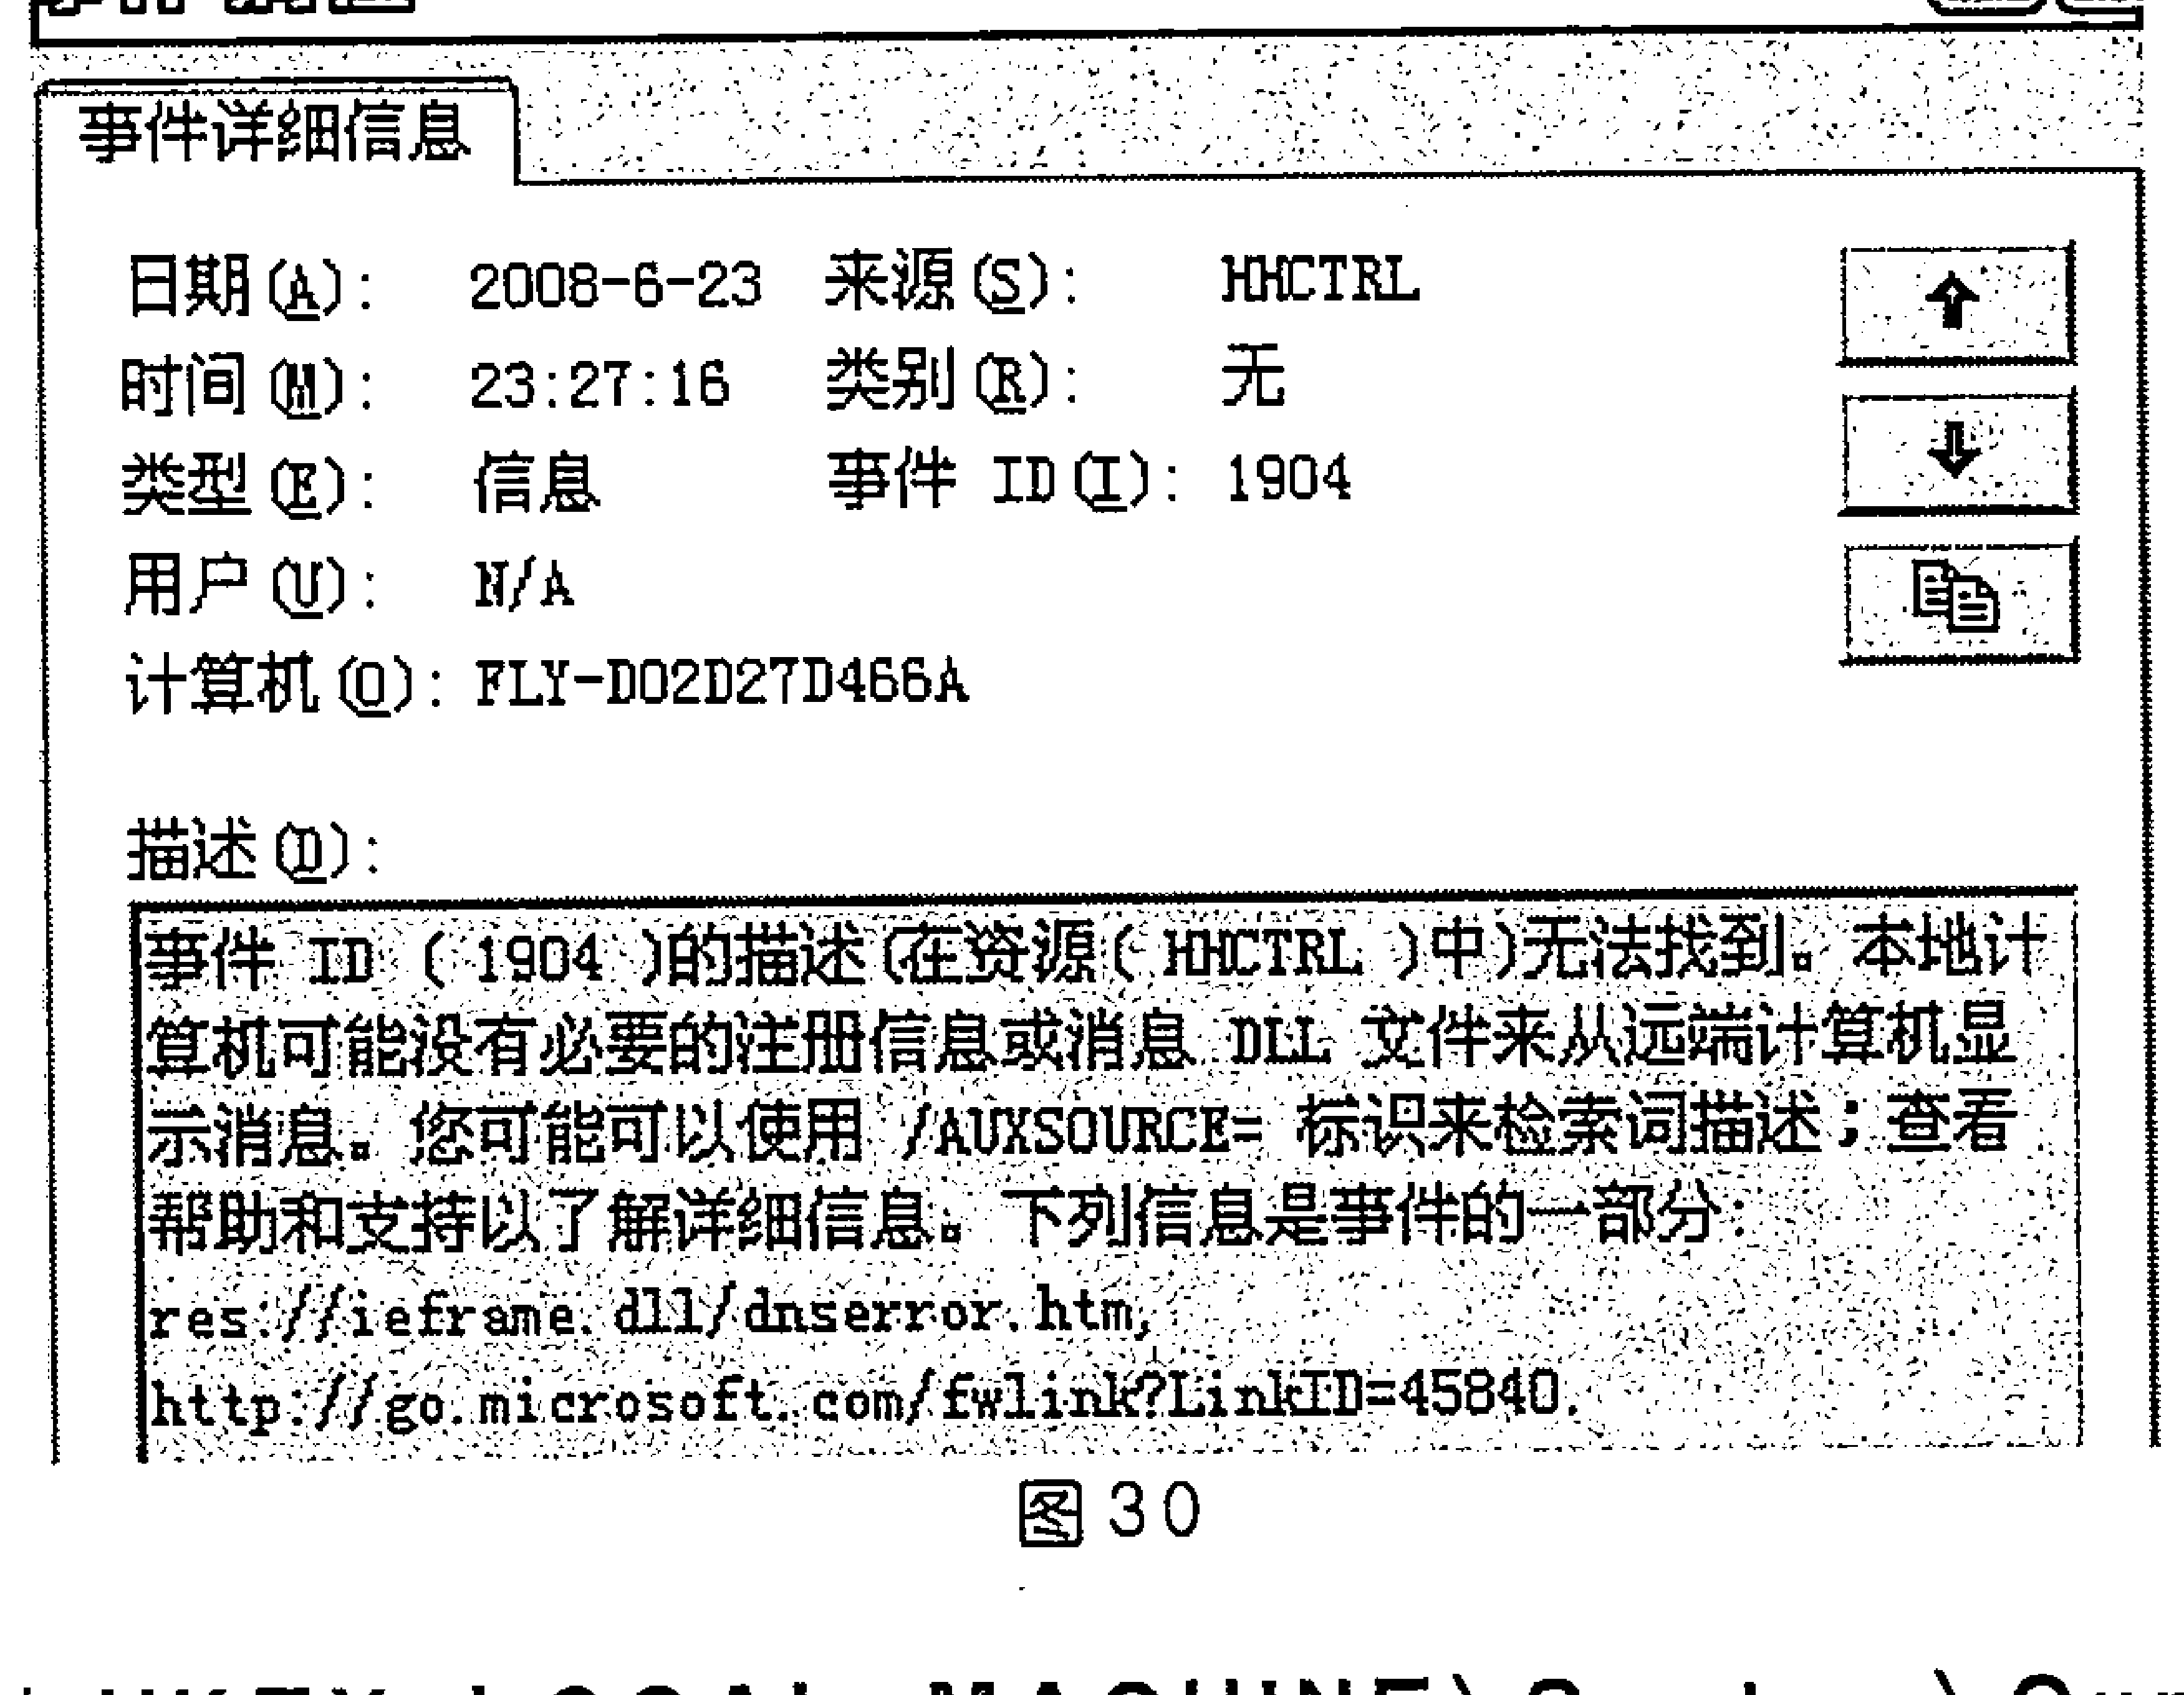 事件详细信息
日期(A): 2008-6-23 来源(S): HHCTRL
时间(M): 23:27:16 类别(R): 无
类型(E): 信息 事件 ID(I): 1904
用户(U): N/A
计算机(O): FLY-D02D27D466A
描述(D):
事件 ID ( 1904 )的描述(在资源( HHCTRL )中)无法找到。本地计
算机可能没有必要的注册信息或消息 DLL 文件来从远端计算机显
示消息。您可能可以使用 /AUXSOURCE= 标识来检索词描述；查看
帮助和支持以了解详细信息。下列信息是事件的一部分:
res://ieframe.dll/dnserror.htm,
http://go.microsoft.com/fwlink?LinkID=45840.
图30